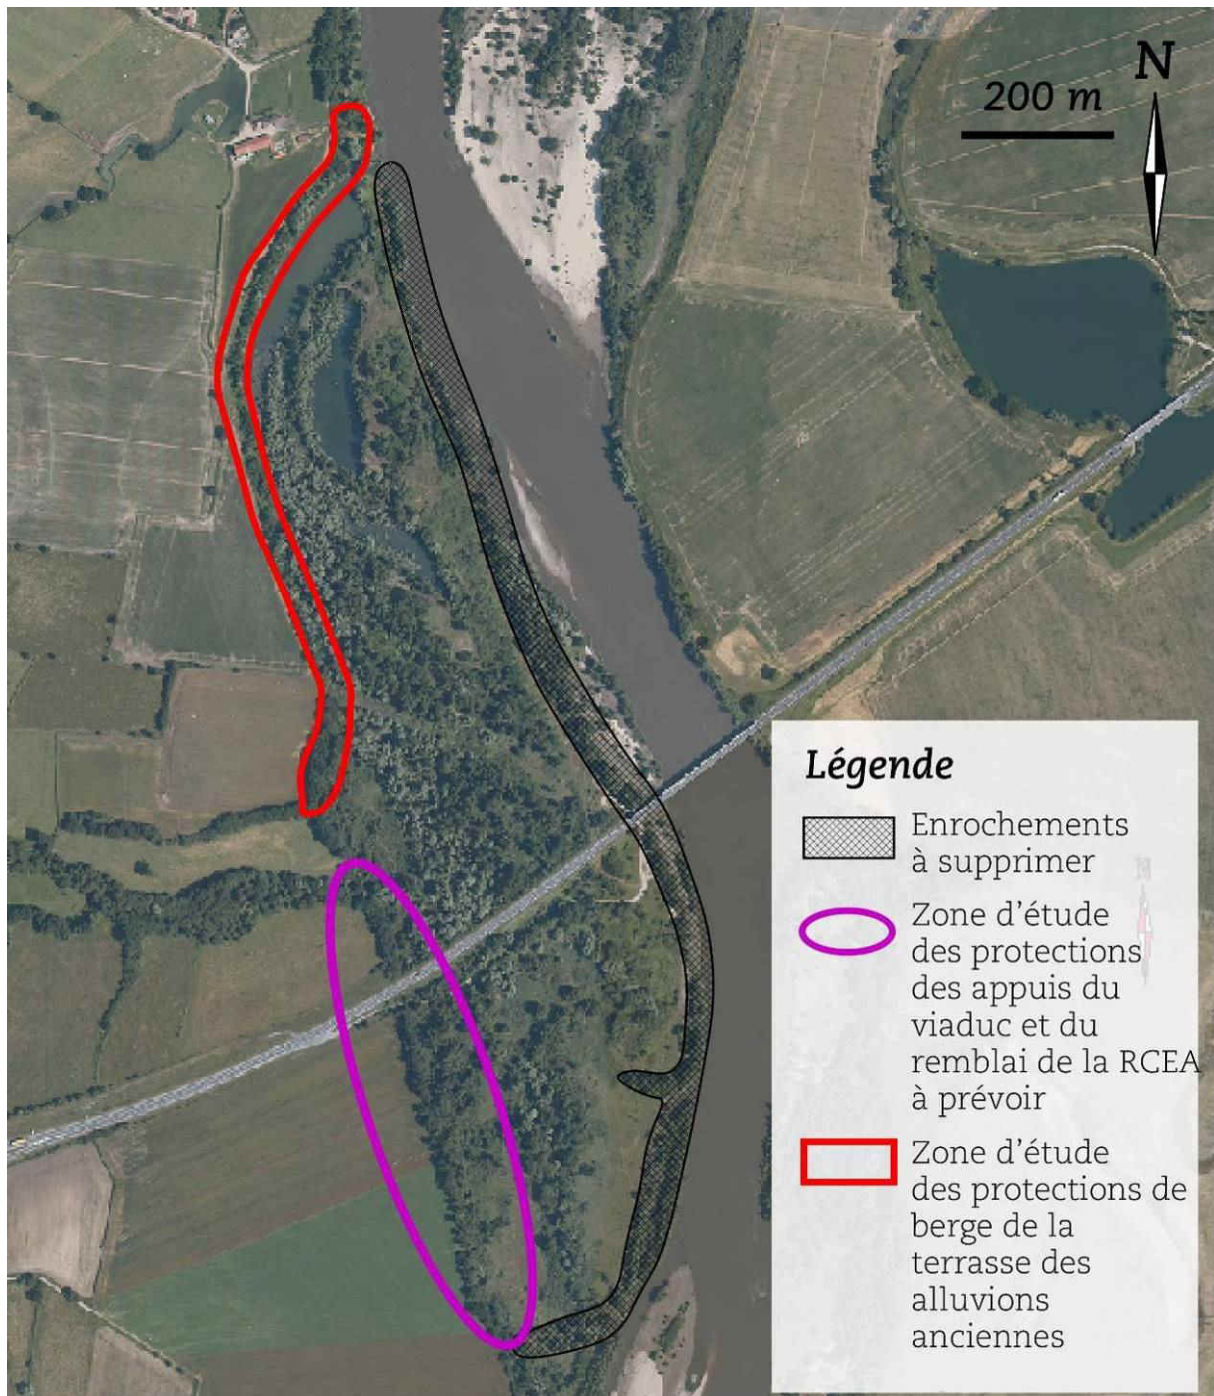 N
200 m
Légende
Enrochements
à supprimer
Zone d'étude
des protections
des appuis du
viaduc et du
remblai de la RCEA
à prévoir
Zone d'étude
des protections de
berge de la
terrasse des
alluvions
anciennes